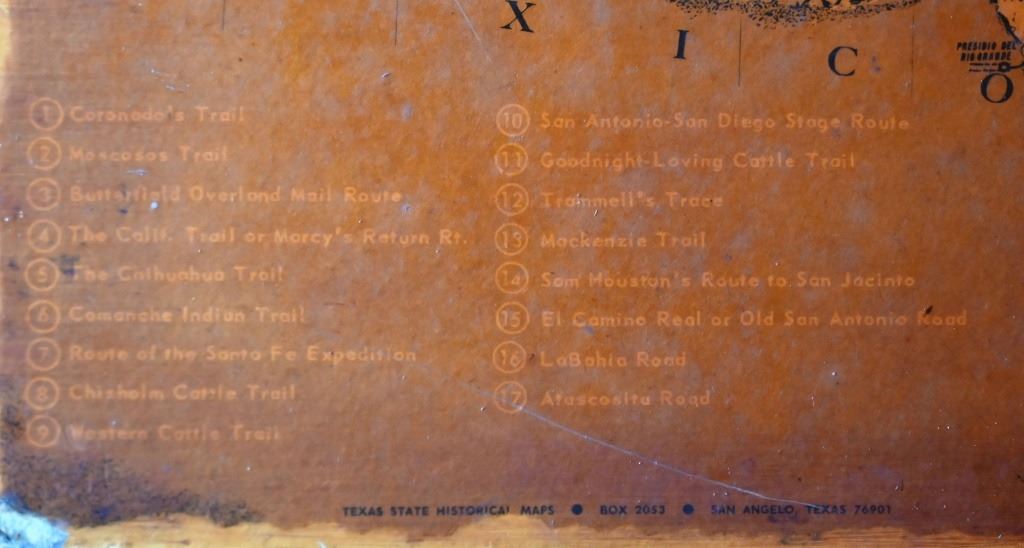 X I C O
PRESIDIO DEL
RIO GRANDE
1 Coronado's Trail
2 Moscosos Trail
3 Butterfield Overland Mail Route
4 The Calif. Trail or Marcy's Return Rt.
5 The Chihuahua Trail
6 Comanche Indian Trail
7 Route of the Santa Fe Expedition
8 Chisholm Cattle Trail
9 Western Cattle Trail
10 San Antonio-San Diego Stage Route
11 Goodnight-Loving Cattle Trail
12 Trammell's Trace
13 Mackenzie Trail
14 Sam Houston's Route to San Jacinto
15 El Camino Real or Old San Antonio Road
16 LaBahia Road
17 Atascosita Road
TEXAS STATE HISTORICAL MAPS ● BOX 2053 ● SAN ANGELO, TEXAS 76901